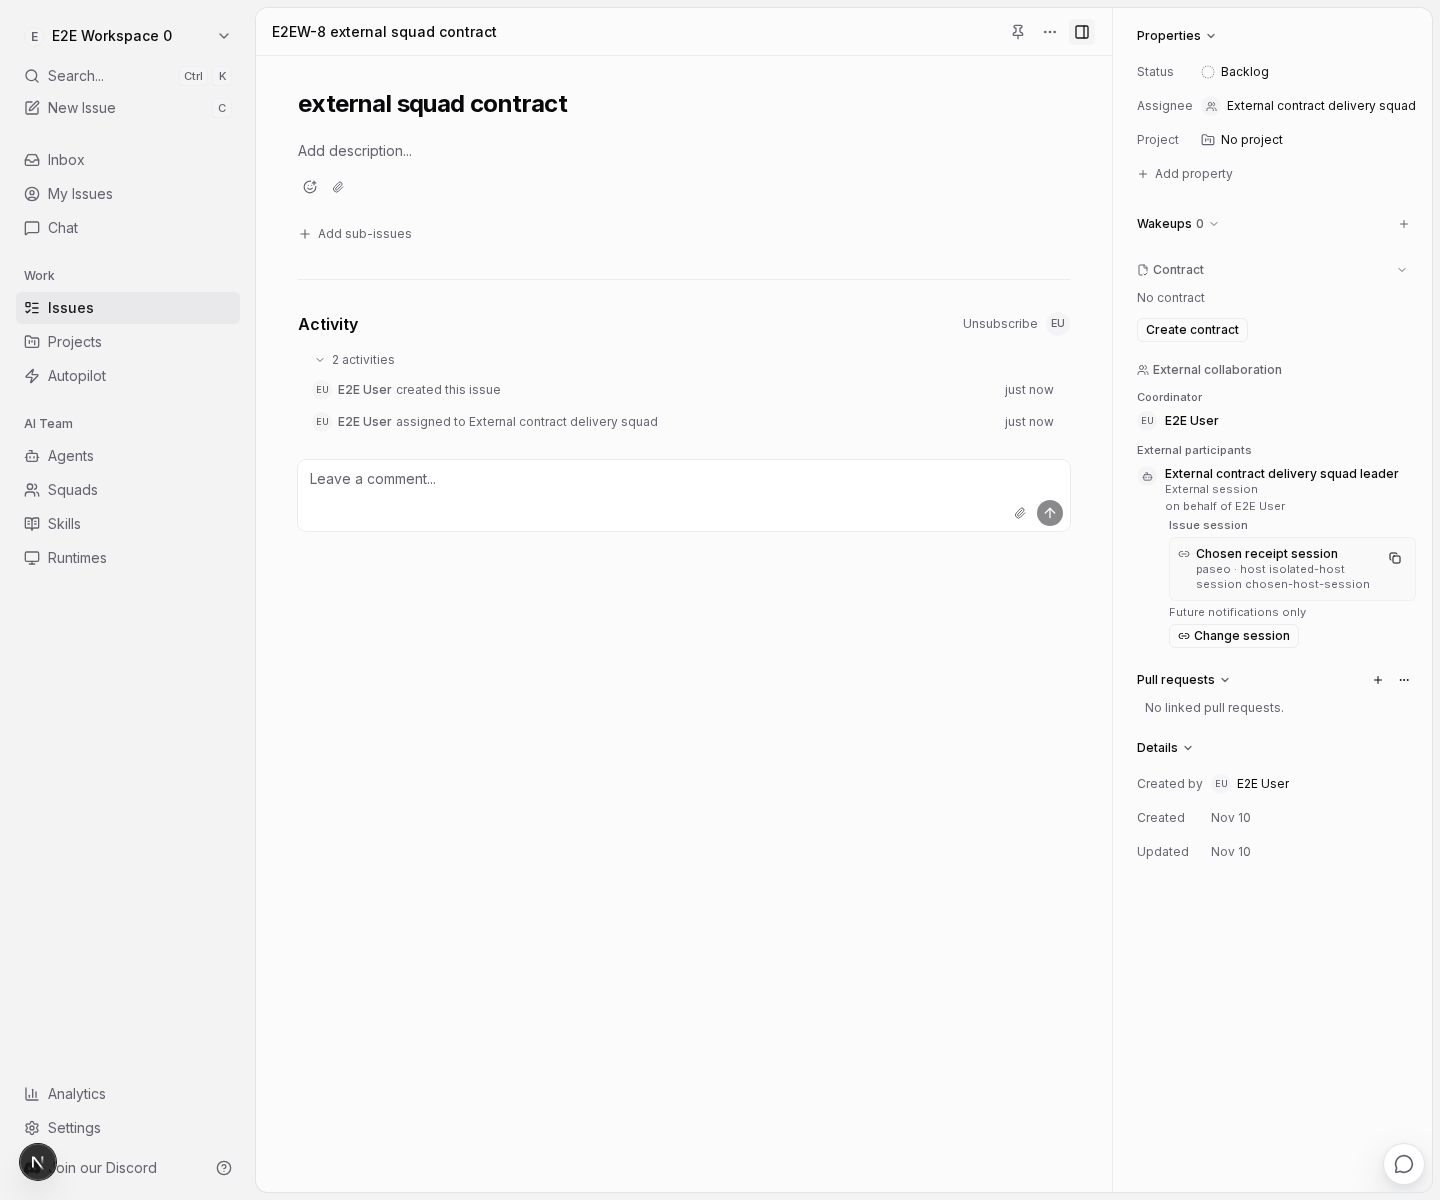 E E2E Workspace 0
Search... Ctrl K
New Issue C
Inbox
My Issues
Chat
Work
Issues
Projects
Autopilot
AI Team
Agents
Squads
Skills
Runtimes
Analytics
Settings
N
oin our Discord
E2EW-8 external squad contract
external squad contract
Add description...
Add sub-issues
Activity
Unsubscribe EU
2 activities
EU E2E User created this issue just now
EU E2E User assigned to External contract delivery squad just now
Leave a comment...
Properties
Status Backlog
Assignee External contract delivery squad
Project No project
Add property
Wakeups 0
Contract
No contract
Create contract
External collaboration
Coordinator
EU E2E User
External participants
External contract delivery squad leader
External session
on behalf of E2E User
Issue session
Chosen receipt session
paseo · host isolated-host
session chosen-host-session
Future notifications only
Change session
Pull requests
No linked pull requests.
Details
Created by EU E2E User
Created Nov 10
Updated Nov 10